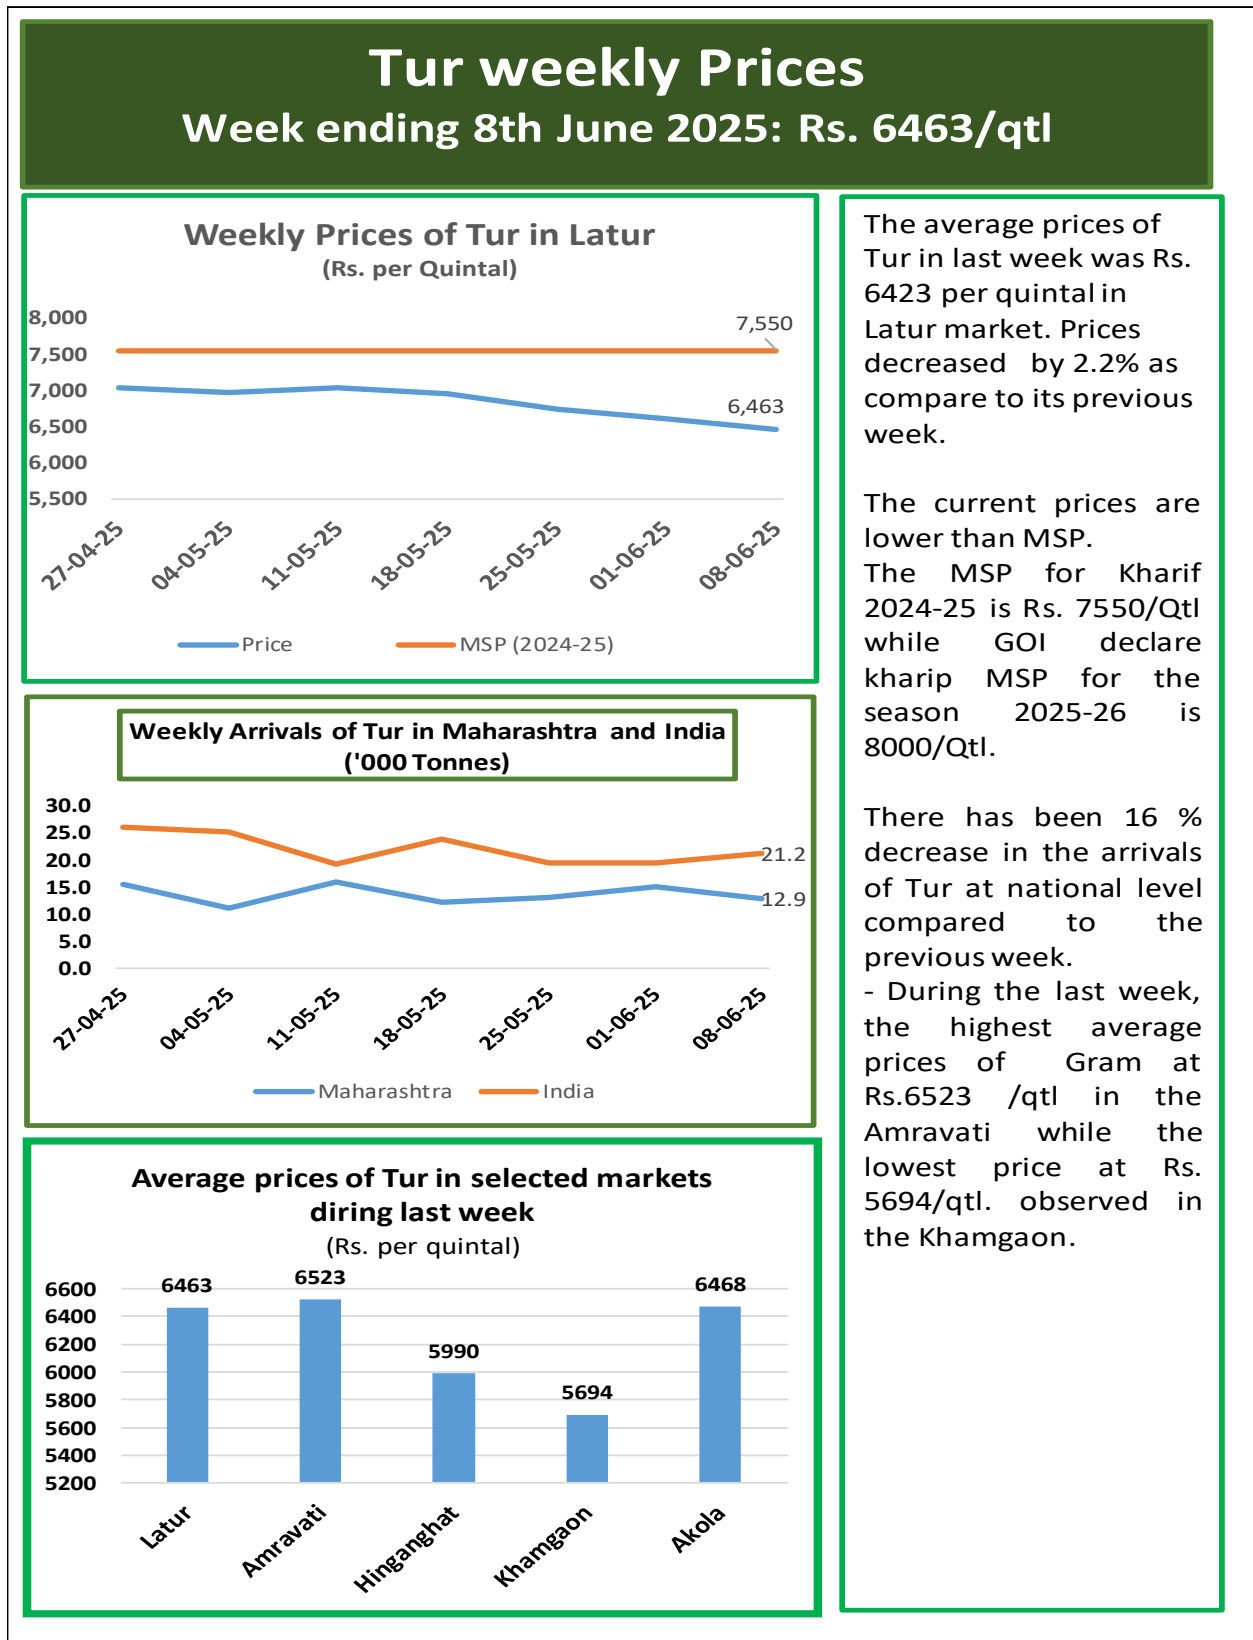 Tur weekly Prices
Week ending 8th June 2025: Rs. 6463/qtl
Weekly Prices of Tur in Latur
(Rs. per Quintal)
8,000
7,500
7,000
6,500
6,000
5,500
7,550
6,463
27-04-25
04-05-25
11-05-25
18-05-25
25-05-25
01-06-25
08-06-25
Price
MSP (2024-25)
Weekly Arrivals of Tur in Maharashtra and India
('000 Tonnes)
30.0
25.0
20.0
15.0
10.0
5.0
0.0
21.2
12.9
27-04-25
04-05-25
11-05-25
18-05-25
25-05-25
01-06-25
08-06-25
Maharashtra
India
Average prices of Tur in selected markets
diring last week
(Rs. per quintal)
6600
6400
6200
6000
5800
5600
5400
5200
6463
6523
5990
5694
6468
Latur
Amravati
Hinganghat
Khamgaon
Akola
The average prices of
Tur in last week was Rs.
6423 per quintal in
Latur market. Prices
decreased by 2.2% as
compare to its previous
week.
The current prices are
lower than MSP.
The MSP for Kharif
2024-25 is Rs. 7550/Qtl
while GOI declare
kharip MSP for the
season 2025-26 is
8000/Qtl.
There has been 16 %
decrease in the arrivals
of Tur at national level
compared to the
previous week.
- During the last week,
the highest average
prices of Gram at
Rs.6523 /qtl in the
Amravati while the
lowest price at Rs.
5694/qtl. observed in
the Khamgaon.